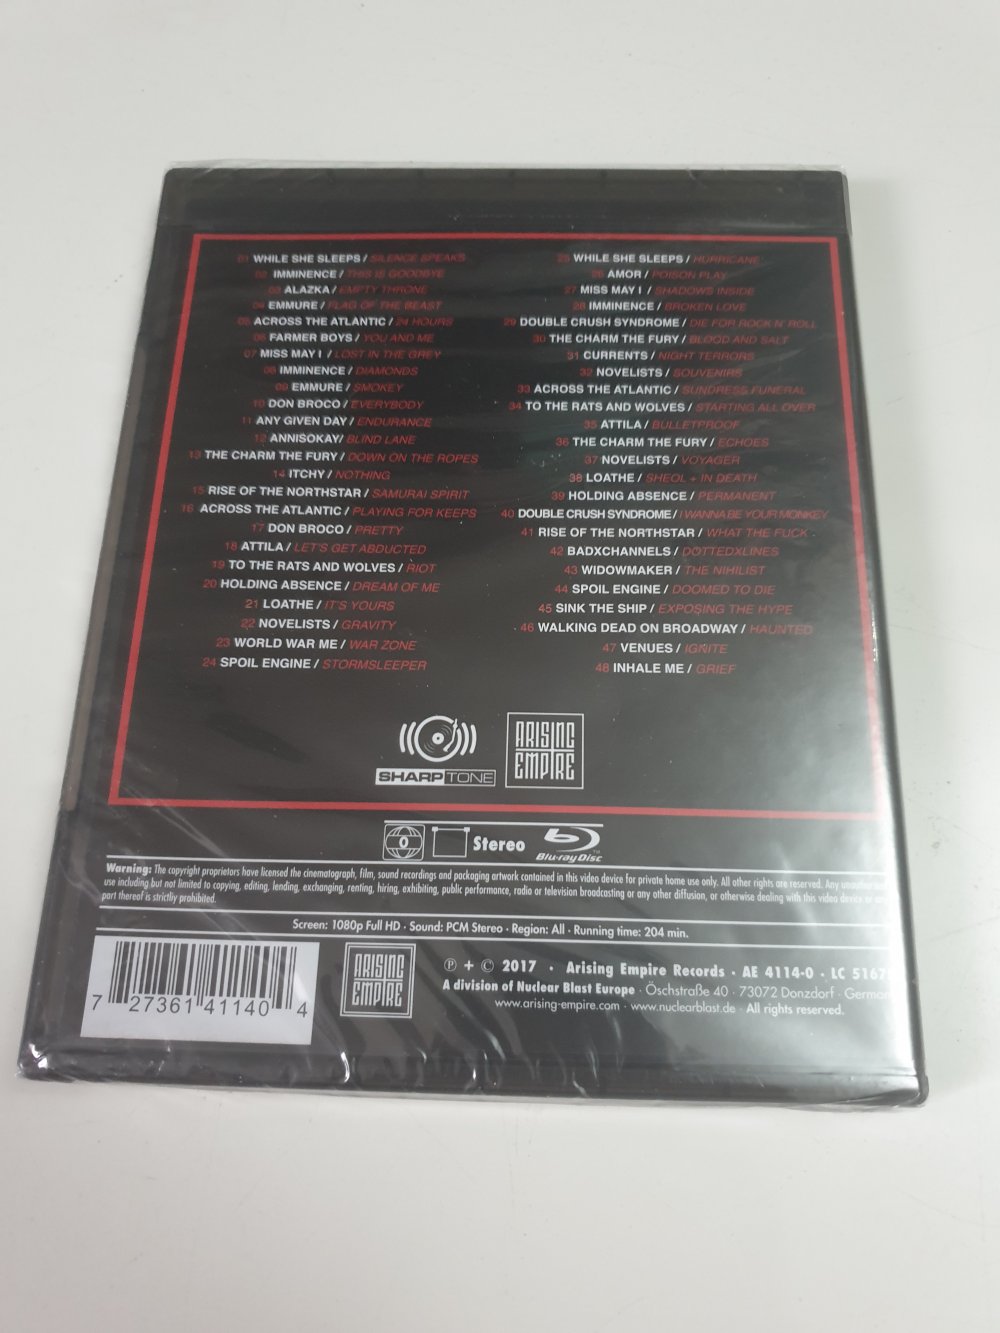 01 WHILE SHE SLEEPS / SILENCE SPEAKS
02 IMMINENCE / THIS IS GOODBYE
03 ALAZKA / EMPTY THRONE
04 EMMURE / FLAG OF THE BEAST
05 ACROSS THE ATLANTIC / 24 HOURS
06 FARMER BOYS / YOU AND ME
07 MISS MAY I / LOST IN THE GREY
08 IMMINENCE / DIAMONDS
09 EMMURE / SMOKEY
10 DON BROCO / EVERYBODY
11 ANY GIVEN DAY / ENDURANCE
12 ANNISOKAY / BLIND LANE
13 THE CHARM THE FURY / DOWN ON THE ROPES
14 ITCHY / NOTHING
15 RISE OF THE NORTHSTAR / SAMURAI SPIRIT
16 ACROSS THE ATLANTIC / PLAYING FOR KEEPS
17 DON BROCO / PRETTY
18 ATTILA / LET'S GET ABDUCTED
19 TO THE RATS AND WOLVES / RIOT
20 HOLDING ABSENCE / DREAM OF ME
21 LOATHE / IT'S YOURS
22 NOVELISTS / GRAVITY
23 WORLD WAR ME / WAR ZONE
24 SPOIL ENGINE / STORMSLEEPER
25 WHILE SHE SLEEPS / HURRICANE
26 AMOR / POISON PLAY
27 MISS MAY I / SHADOWS INSIDE
28 IMMINENCE / BROKEN LOVE
29 DOUBLE CRUSH SYNDROME / DIE FOR ROCK N' ROLL
30 THE CHARM THE FURY / BLOOD AND SALT
31 CURRENTS / NIGHT TERRORS
32 NOVELISTS / SOUVENIRS
33 ACROSS THE ATLANTIC / SUNDRESS FUNERAL
34 TO THE RATS AND WOLVES / STARTING ALL OVER
35 ATTILA / BULLETPROOF
36 THE CHARM THE FURY / ECHOES
37 NOVELISTS / VOYAGER
38 LOATHE / SHEOL + IN DEATH
39 HOLDING ABSENCE / PERMANENT
40 DOUBLE CRUSH SYNDROME / I WANNA BE YOUR MONKEY
41 RISE OF THE NORTHSTAR / WHAT THE FUCK
42 BADXCHANNELS / DOTTEDXLINES
43 WIDOWMAKER / THE NIHILIST
44 SPOIL ENGINE / DOOMED TO DIE
45 SINK THE SHIP / EXPOSING THE HYPE
46 WALKING DEAD ON BROADWAY / HAUNTED
47 VENUES / IGNITE
48 INHALE ME / GRIEF
SHARPTONE
ARISING EMPIRE
0 Stereo Blu-ray Disc™
Warning: The copyright proprietors have licensed the cinematograph, film, sound recordings and packaging artwork contained in this video device for private home use only. All other rights are reserved. Any unauthor
use including but not limited to copying, editing, lending, exchanging, renting, hiring, exhibiting, public performance, radio or television broadcasting or any other diffusion, or otherwise dealing with this video device or any
part thereof is strictliy prohibited.
Screen: 1080p Full HD · Sound: PCM Stereo · Region: All · Running time: 204 min.
7 27361 41140 4
ARISING EMPIRE
℗ + © 2017 · Arising Empire Records · AE 4114-0 · LC 5167
A division of Nuclear Blast Europe · Öschstraße 40 · 73072 Donzdorf · German
www.arising-empire.com · www.nuclearblast.de · All rights reserved.